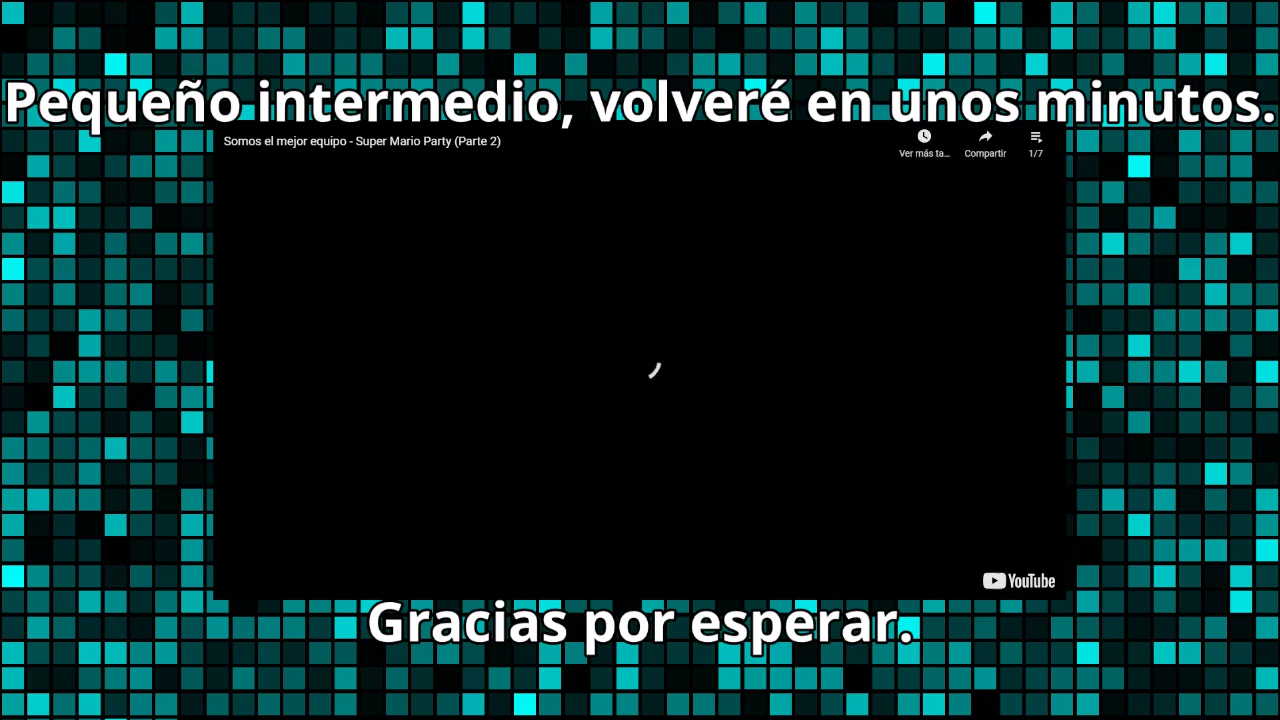 Pequeño intermedio, volveré en unos minutos.
Somos el mejor equipo - Super Mario Party (Parte 2)
Ver más ta...
Compartir
1/7
YouTube
Gracias por esperar.